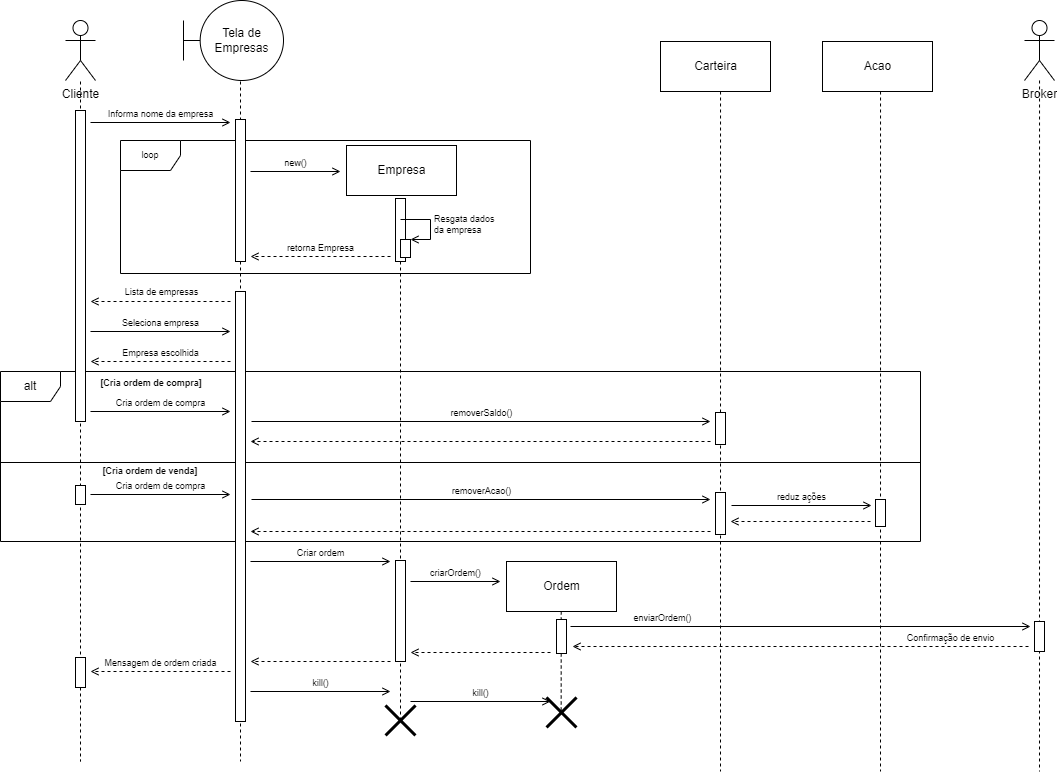 Tela de
Empresas
Carteira
Acao
Cliente
Broker
Informa nome da empresa
loop
new()
Empresa
Resgata dados
da empresa
retorna Empresa
Lista de empresas
Seleciona empresa
Empresa escolhida
alt
[Cria ordem de compra]
Cria ordem de compra
removerSaldo()
[Cria ordem de venda]
Cria ordem de compra
removerAcao()
reduz ações
Criar ordem
criarOrdem()
Ordem
enviarOrdem()
Confirmação de envio
Mensagem de ordem criada
kill()
kill()